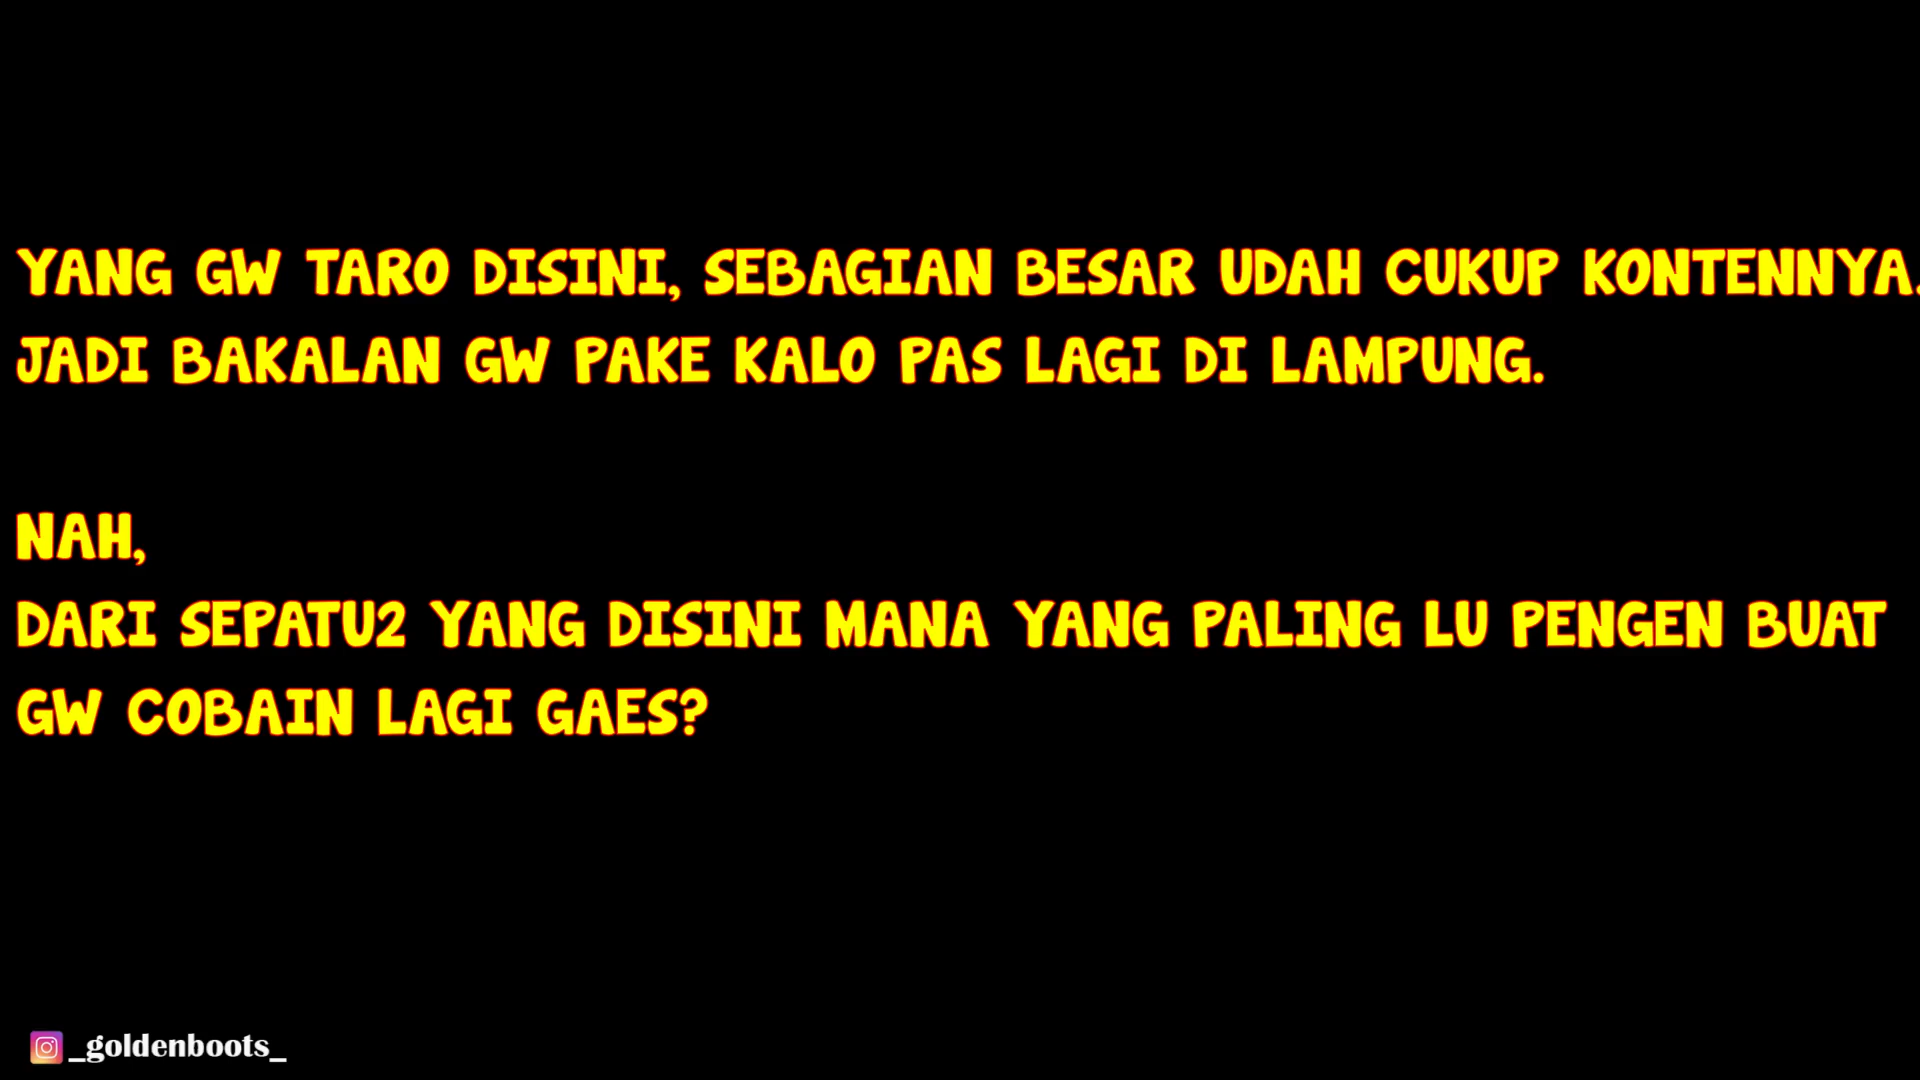 YANG GW TARO DISINI, SEBAGIAN BESAR UDAH CUKUP KONTENNYA.
JADI BAKALAN GW PAKE KALO PAS LAGI DI LAMPUNG.
NAH,
DARI SEPATU2 YANG DISINI MANA YANG PALING LU PENGEN BUAT
GW COBAIN LAGI GAES?
_goldenboots_